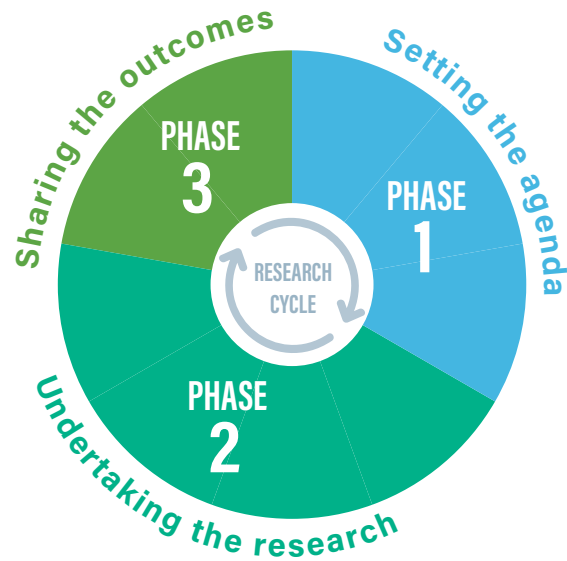 Setting the agenda
PHASE
1
Undertaking the research
PHASE
2
Sharing the outcomes
PHASE
3
RESEARCH
CYCLE